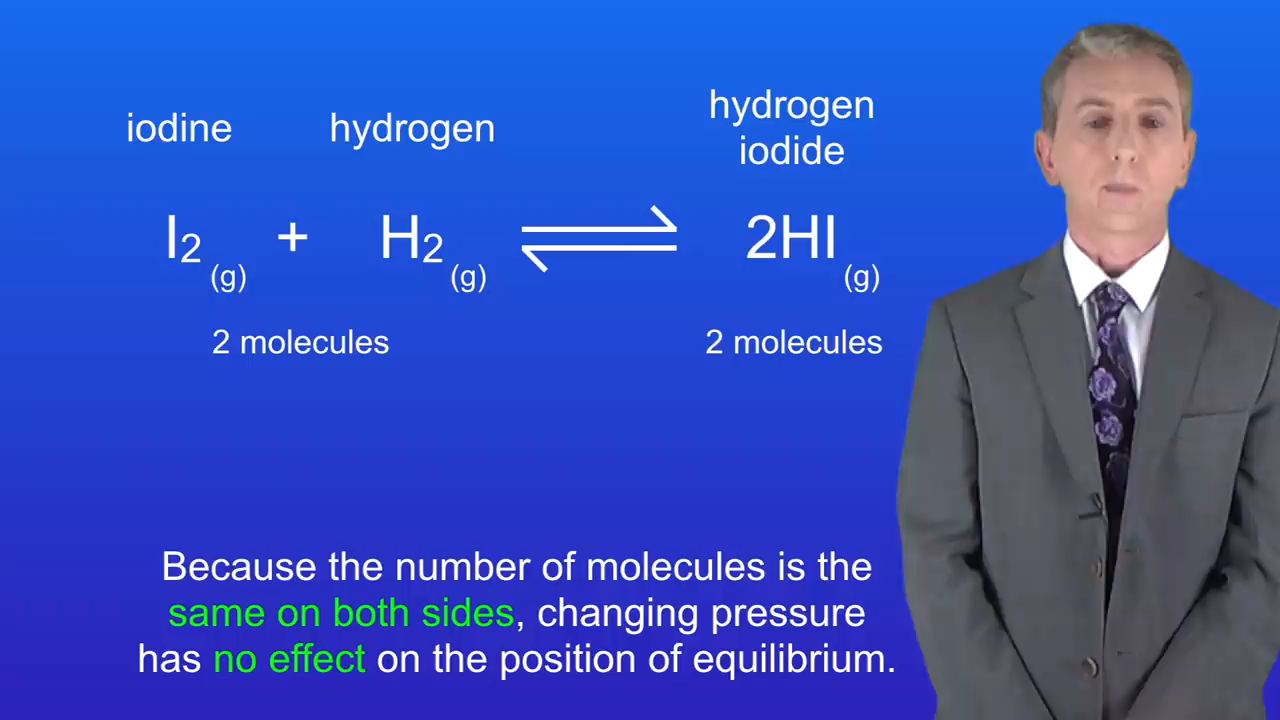 iodine hydrogen hydrogen
iodide
I2 (g) + H2 (g) ⇌ 2HI (g)
2 molecules 2 molecules
Because the number of molecules is the
same on both sides, changing pressure
has no effect on the position of equilibrium.